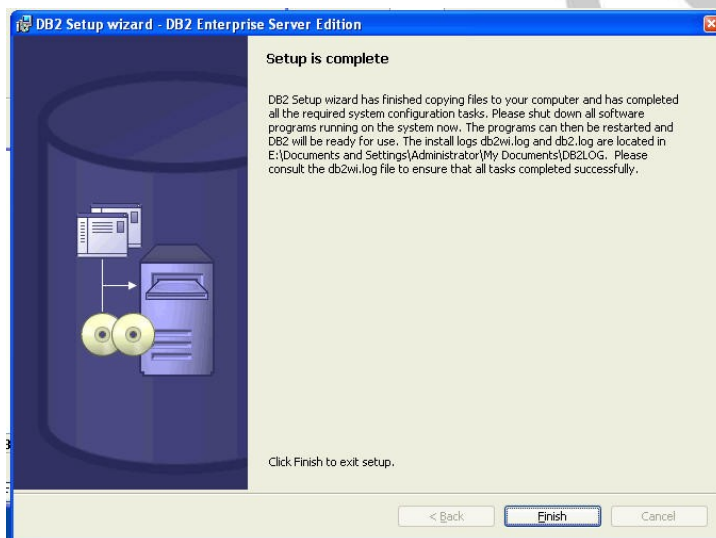 DB2 Setup wizard - DB2 Enterprise Server Edition
Setup is complete
DB2 Setup wizard has finished copying files to your computer and has completed
all the required system configuration tasks. Please shut down all software
programs running on the system now. The programs can then be restarted and
DB2 will be ready for use. The install logs db2wi.log and db2.log are located in
E:\Documents and Settings\Administrator\My Documents\DB2LOG. Please
consult the db2wi.log file to ensure that all tasks completed successfully.
Click Finish to exit setup.
< Back Finish Cancel